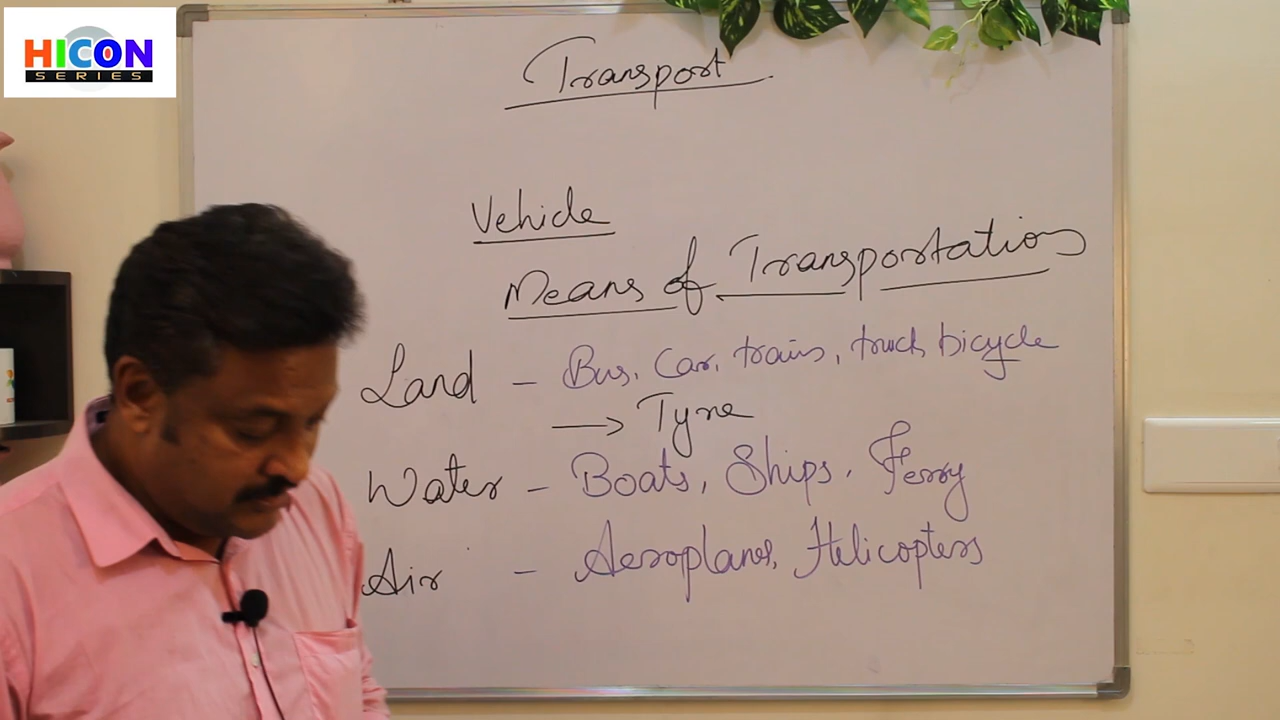 HICON
SERIES
Transport
Vehicle
Means of Transportation
Land - Bus, Car, train, truck bicycle
→ Tyre
Water - Boats, Ships, Ferry
Air - Aeroplanes, Helicopters